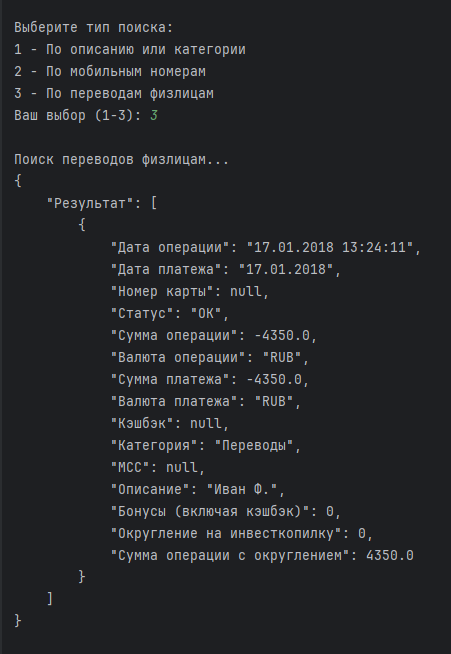 Выберите тип поиска:
1 - По описанию или категории
2 - По мобильным номерам
3 - По переводам физлицам
Ваш выбор (1-3): 3
Поиск переводов физлицам...
{
    "Результат": [
        {
            "Дата операции": "17.01.2018 13:24:11",
            "Дата платежа": "17.01.2018",
            "Номер карты": null,
            "Статус": "OK",
            "Сумма операции": -4350.0,
            "Валюта операции": "RUB",
            "Сумма платежа": -4350.0,
            "Валюта платежа": "RUB",
            "Кэшбэк": null,
            "Категория": "Переводы",
            "MCC": null,
            "Описание": "Иван Ф.",
            "Бонусы (включая кэшбэк)": 0,
            "Округление на инвесткопилку": 0,
            "Сумма операции с округлением": 4350.0
        }
    ]
}